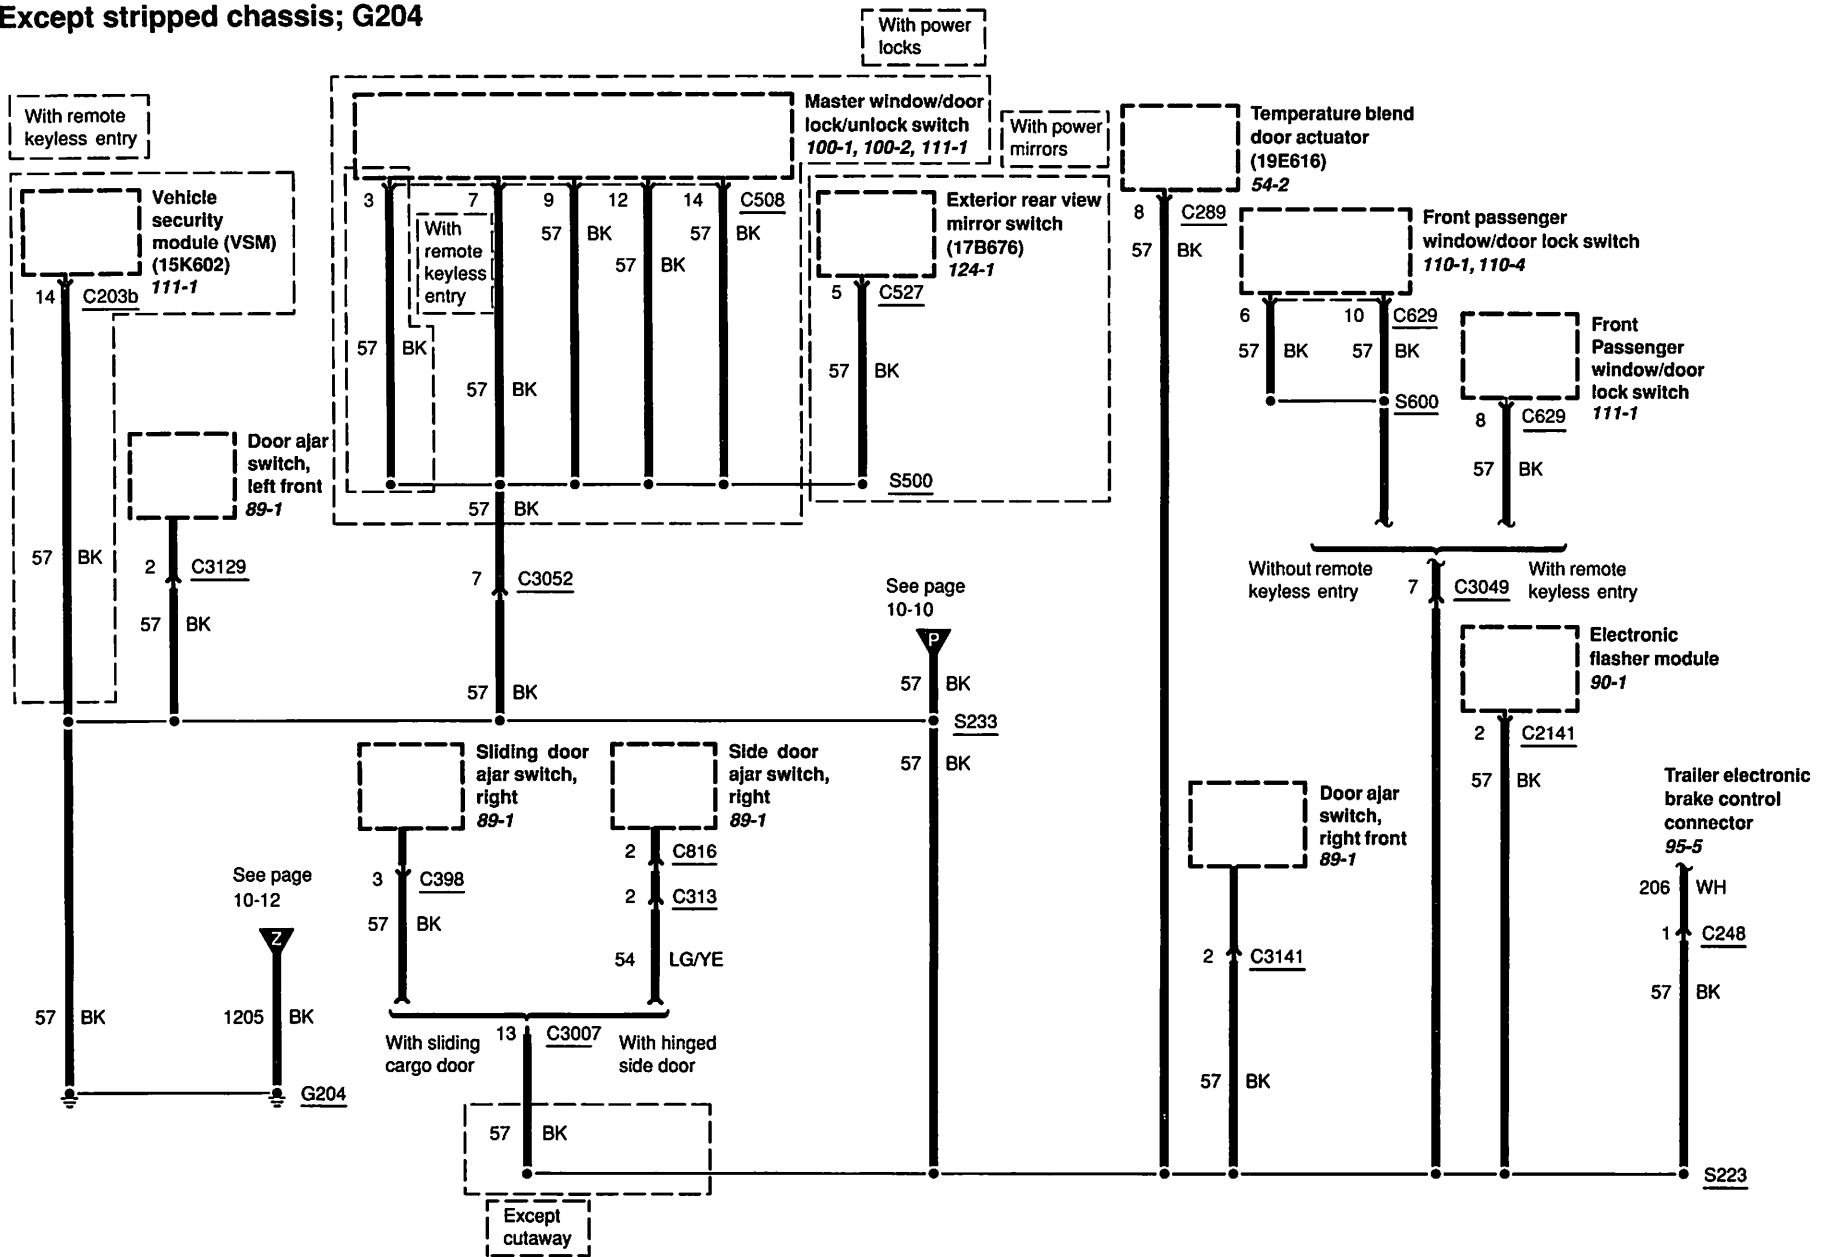 Except stripped chassis; G204
With power
locks
With remote
keyless entry
Master window/door
lock/unlock switch
100-1, 100-2, 111-1
With power
mirrors
Temperature blend
door actuator
(19E616)
54-2
Vehicle
security
module (VSM)
(15K602)
111-1
14
C203b
3
7
9
12
14
C508
57 BK
57 BK
57 BK
With
remote
keyless
entry
57 BK
57 BK
Exterior rear view
mirror switch
(17B676)
124-1
5
C527
57 BK
S500
8
C289
57 BK
Front passenger
window/door lock switch
110-1, 110-4
6
10
C629
57 BK
57 BK
S600
Front
Passenger
window/door
lock switch
111-1
8
C629
57 BK
Door ajar
switch,
left front
89-1
57 BK
2
C3129
57 BK
57 BK
7
C3052
57 BK
See page
10-10
P
57 BK
S233
57 BK
Without remote
keyless entry
With remote
keyless entry
7
C3049
Electronic
flasher module
90-1
2
C2141
57 BK
Sliding door
ajar switch,
right
89-1
Side door
ajar switch,
right
89-1
2
C816
3
C398
2
C313
57 BK
54 LG/YE
Door ajar
switch,
right front
89-1
2
C3141
57 BK
Trailer electronic
brake control
connector
95-5
206 WH
1
C248
57 BK
See page
10-12
Z
57 BK
1205 BK
G204
13
C3007
With sliding
cargo door
With hinged
side door
57 BK
Except
cutaway
S223